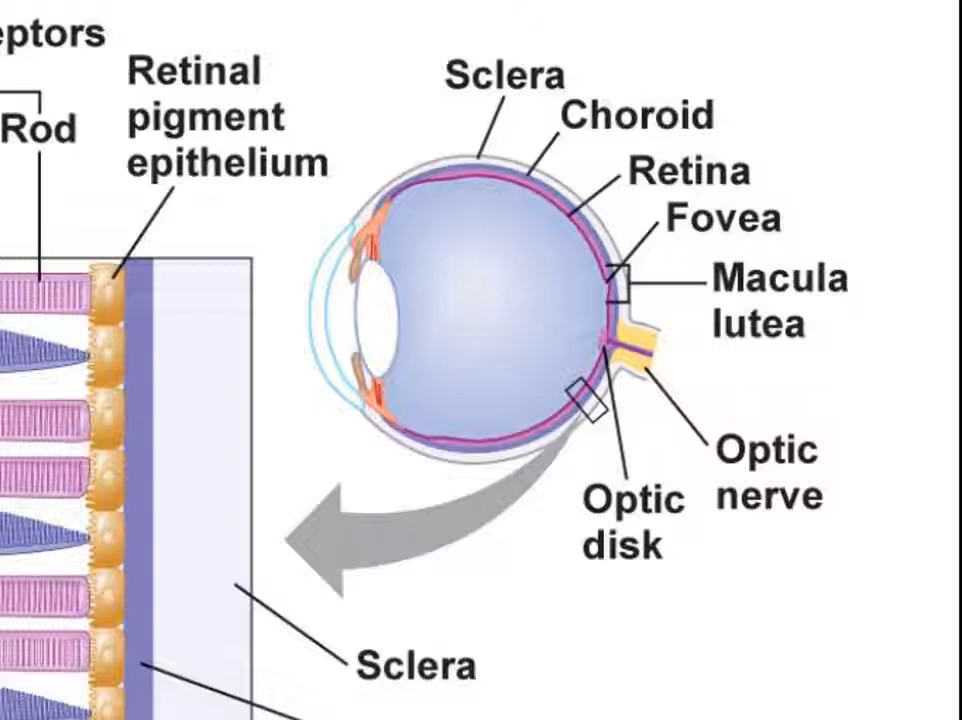 Retinal
pigment
epithelium
Rod
Sclera
Choroid
Retina
Fovea
Macula
lutea
Optic
nerve
Optic
disk
Sclera